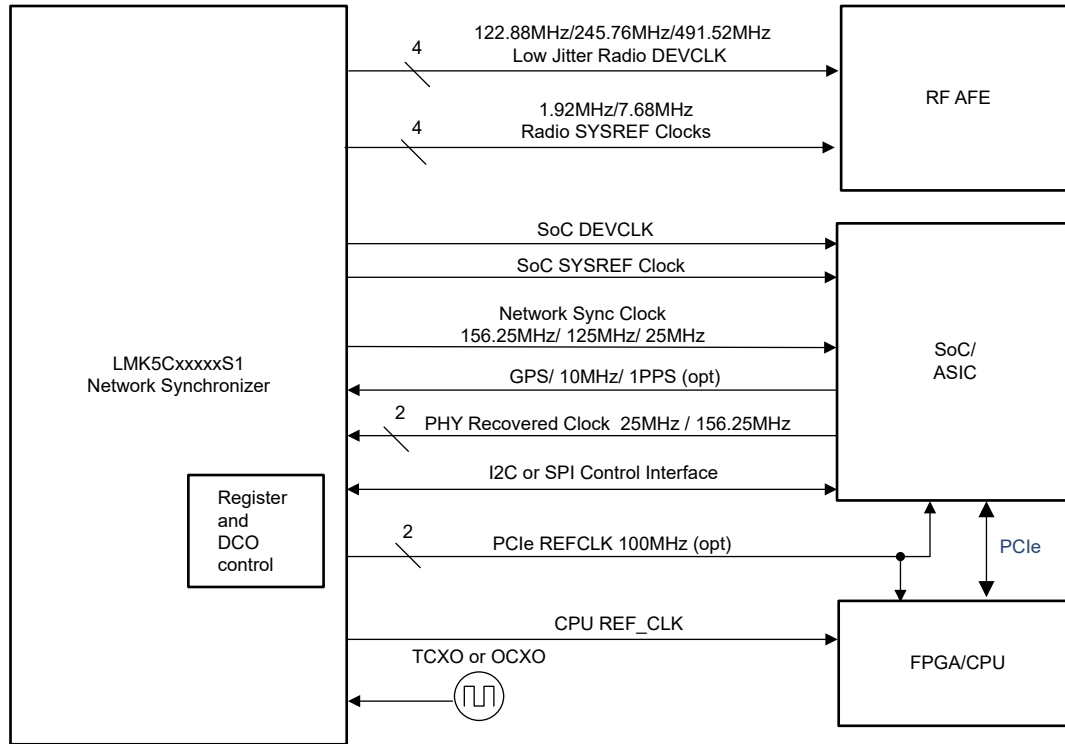 122.88MHz/245.76MHz/491.52MHz
4
Low Jitter Radio DEVCLK
RF AFE
1.92MHz/7.68MHz
4
Radio SYSREF Clocks
SoC DEVCLK
SoC SYSREF Clock
Network Sync Clock
156.25MHz/ 125MHz/ 25MHz
LMK5CxxxxxS1
Network Synchronizer
SoC/
ASIC
GPS/ 10MHz/ 1PPS (opt)
2
PHY Recovered Clock 25MHz / 156.25MHz
I2C or SPI Control Interface
Register
and
DCO
control
2
PCIe REFCLK 100MHz (opt)
PCIe
CPU REF_CLK
FPGA/CPU
TCXO or OCXO